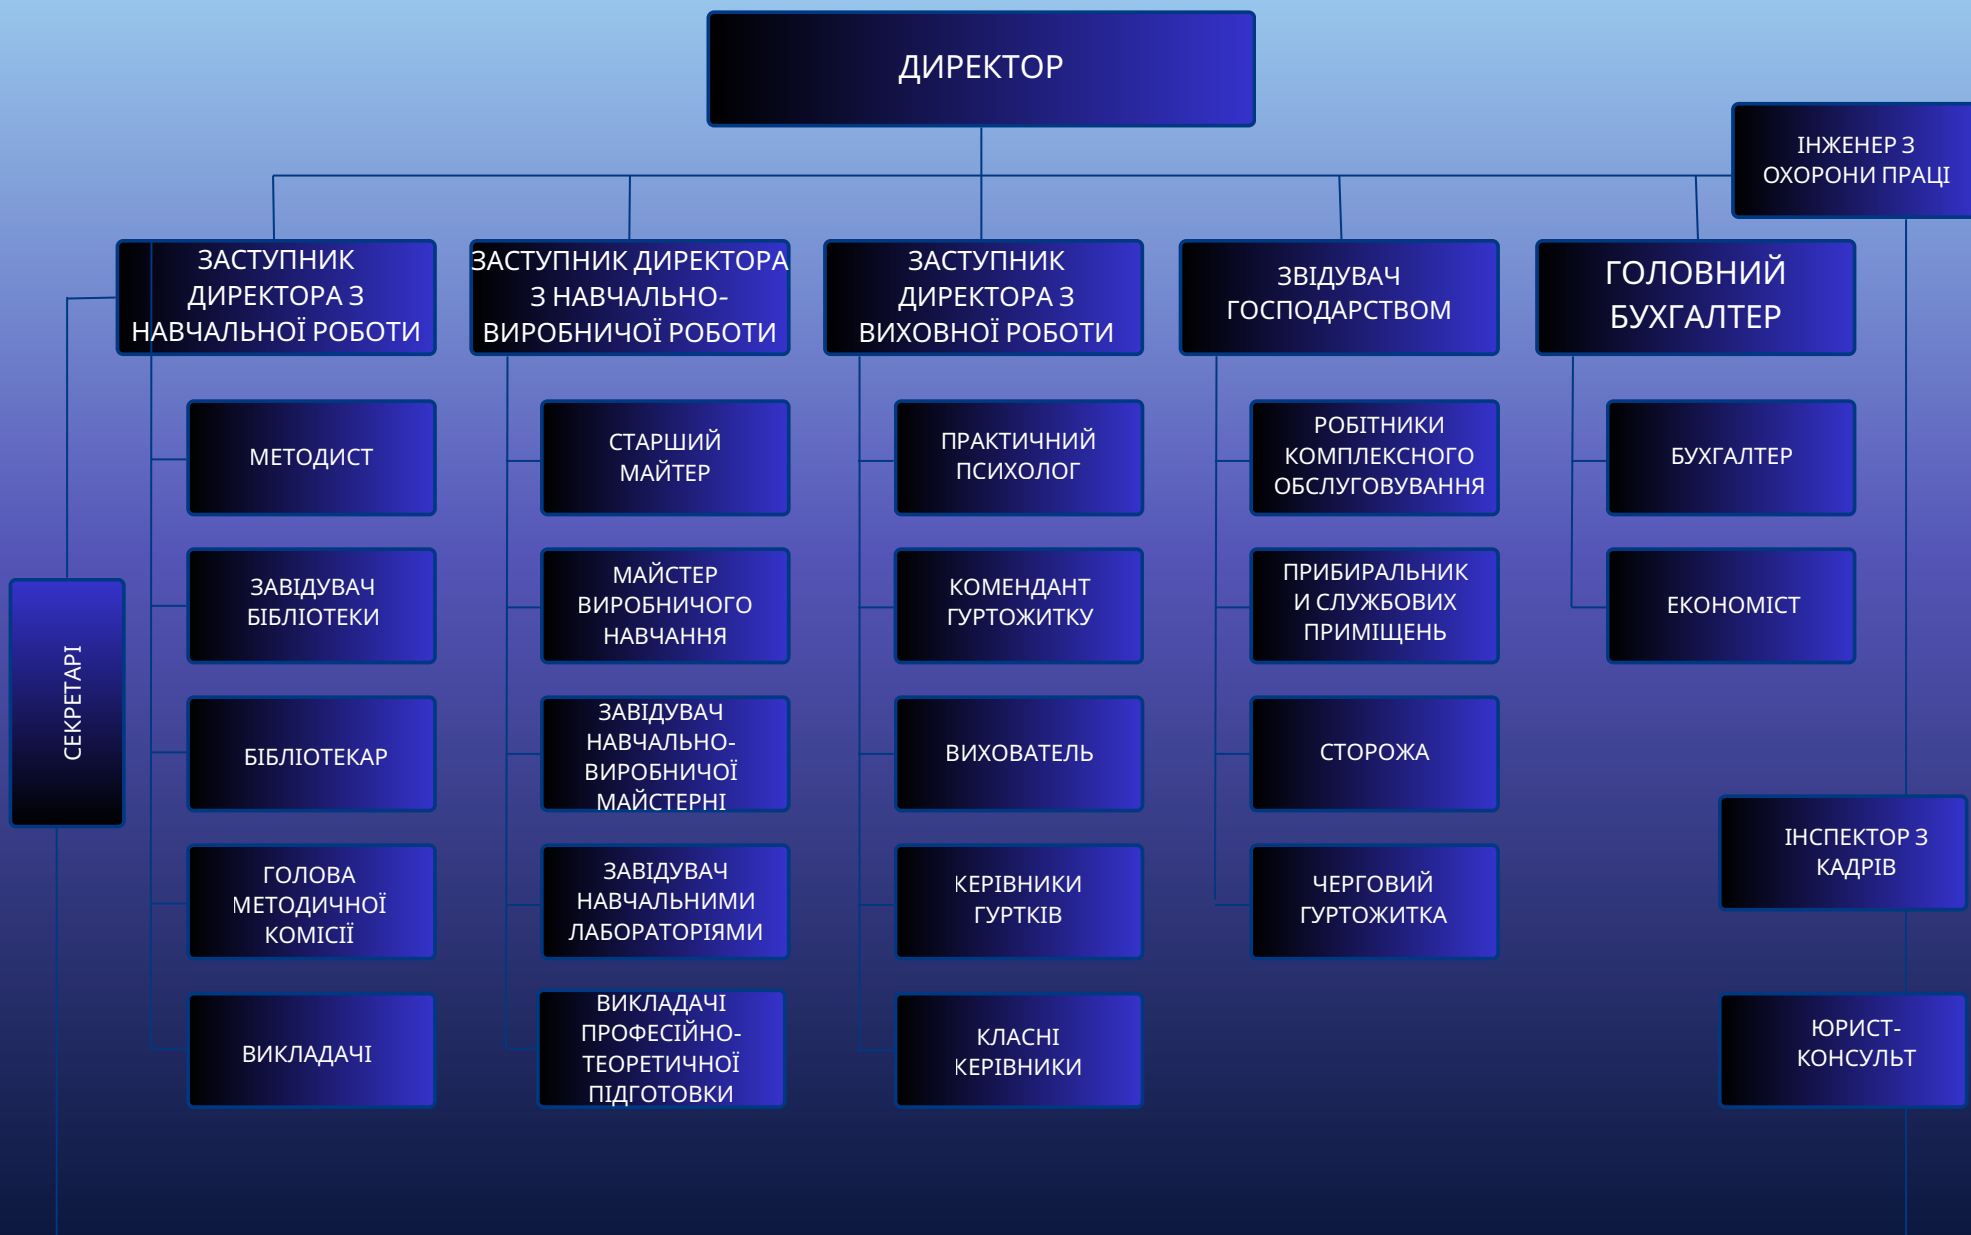 ДИРЕКТОР
ІНЖЕНЕР З
ОХОРОНИ ПРАЦІ
ЗАСТУПНИК
ДИРЕКТОРА З
НАВЧАЛЬНОЇ РОБОТИ
ЗАСТУПНИК ДИРЕКТОРА
З НАВЧАЛЬНО-
ВИРОБНИЧОЇ РОБОТИ
ЗАСТУПНИК
ДИРЕКТОРА З
ВИХОВНОЇ РОБОТИ
ЗВІДУВАЧ
ГОСПОДАРСТВОМ
ГОЛОВНИЙ
БУХГАЛТЕР
МЕТОДИСТ
СТАРШИЙ
МАЙТЕР
ПРАКТИЧНИЙ
ПСИХОЛОГ
РОБІТНИКИ
КОМПЛЕКСНОГО
ОБСЛУГОВУВАННЯ
БУХГАЛТЕР
ЗАВІДУВАЧ
БІБЛІОТЕКИ
МАЙСТЕР
ВИРОБНИЧОГО
НАВЧАННЯ
КОМЕНДАНТ
ГУРТОЖИТКУ
ПРИБИРАЛЬНИК
И СЛУЖБОВИХ
ПРИМІЩЕНЬ
ЕКОНОМІСТ
СЕКРЕТАРІ
БІБЛІОТЕКАР
ЗАВІДУВАЧ
НАВЧАЛЬНО-
ВИРОБНИЧОЇ
МАЙСТЕРНІ
ВИХОВАТЕЛЬ
СТОРОЖА
ІНСПЕКТОР З
КАДРІВ
ГОЛОВА
МЕТОДИЧНОЇ
КОМІСІЇ
ЗАВІДУВАЧ
НАВЧАЛЬНИМИ
ЛАБОРАТОРІЯМИ
КЕРІВНИКИ
ГУРТКІВ
ЧЕРГОВИЙ
ГУРТОЖИТКА
ВИКЛАДАЧІ
ВИКЛАДАЧІ
ПРОФЕСІЙНО-
ТЕОРЕТИЧНОЇ
ПІДГОТОВКИ
КЛАСНІ
КЕРІВНИКИ
ЮРИСТ-
КОНСУЛЬТ